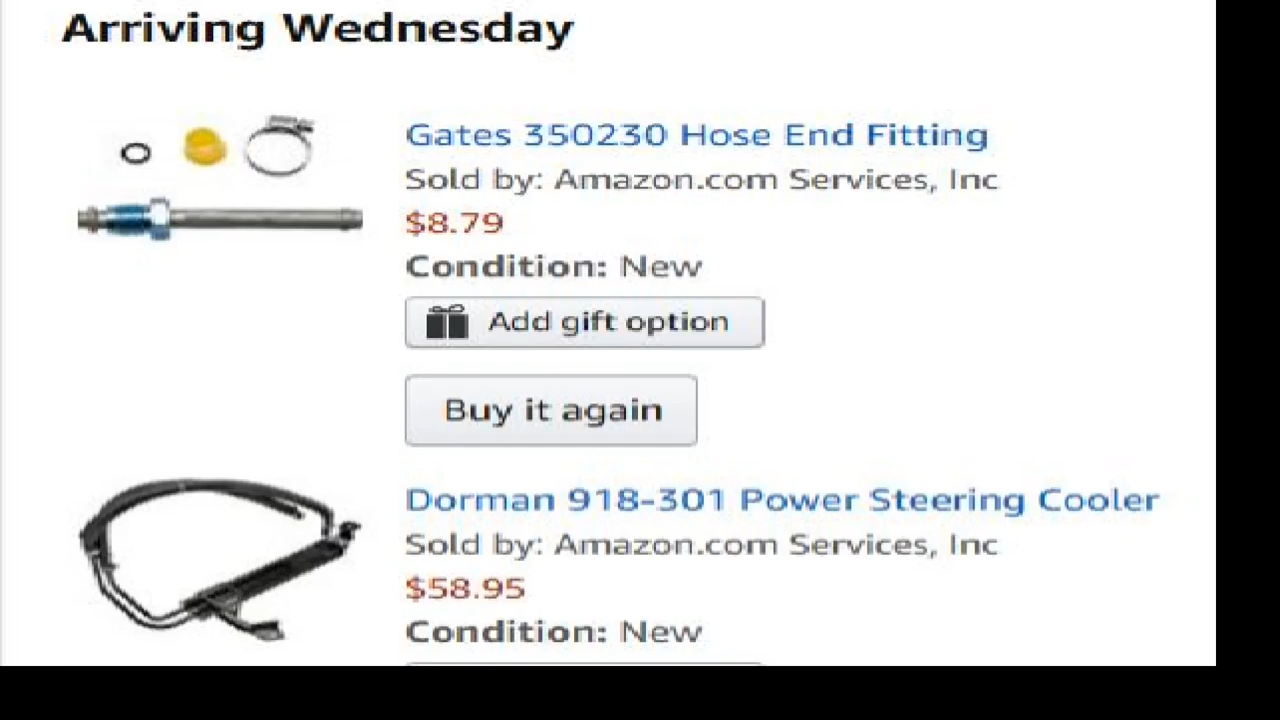 Arriving Wednesday
Gates 350230 Hose End Fitting
Sold by: Amazon.com Services, Inc
$8.79
Condition: New
Add gift option
Buy it again
Dorman 918-301 Power Steering Cooler
Sold by: Amazon.com Services, Inc
$58.95
Condition: New